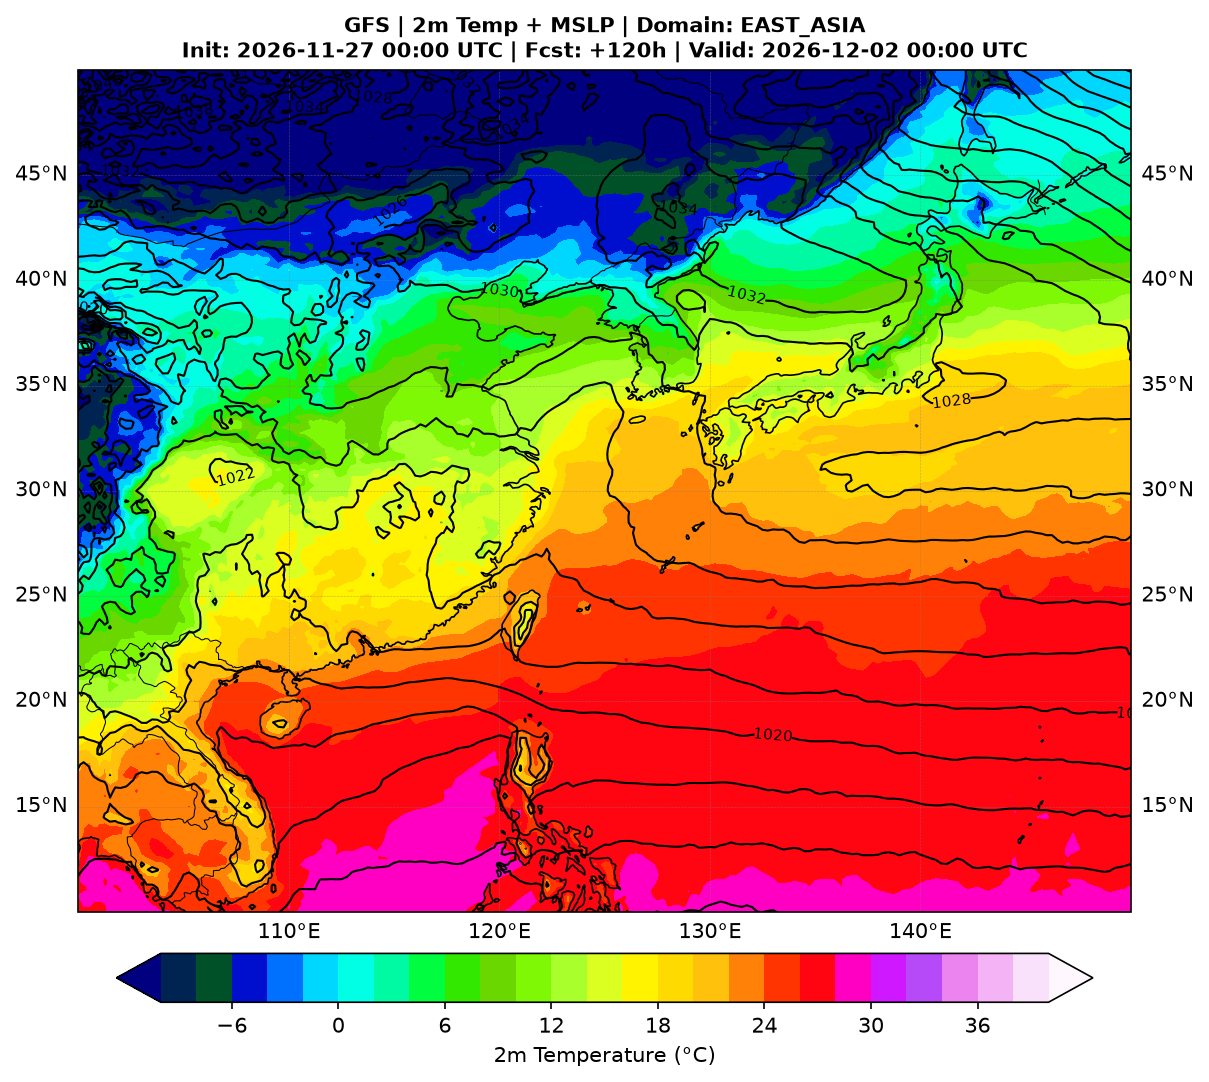 GFS | 2m Temp + MSLP | Domain: EAST_ASIA
Init: 2026-11-27 00:00 UTC | Fcst: +120h | Valid: 2026-12-02 00:00 UTC
1028
45°N 45°N
1026
1034
40°N 40°N
1030
1032
35°N 35°N
1028
1022
30°N 30°N
25°N 25°N
20°N 20°N
1020
15°N 15°N
110°E 120°E 130°E 140°E
−6 0 6 12 18 24 30 36
2m Temperature (°C)